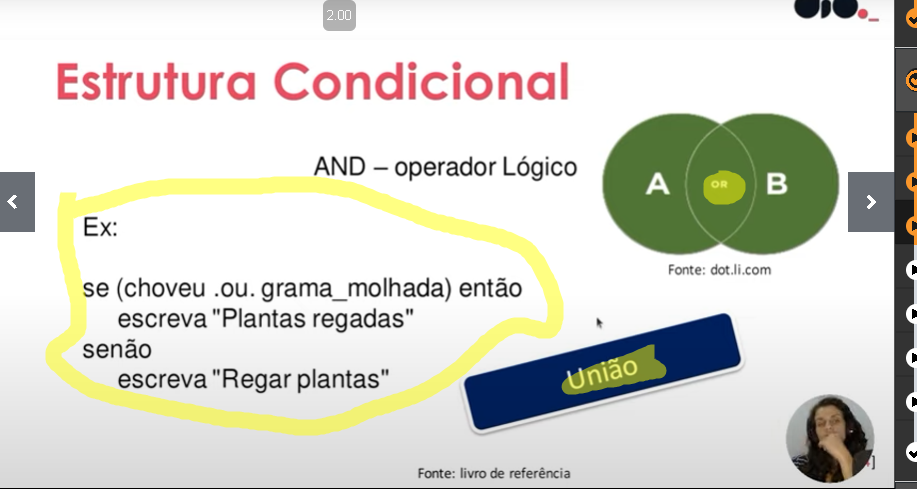 2.00
Estrutura Condicional
AND – operador Lógico
A OR B
Fonte: dot.li.com
Ex:
se (choveu .ou. grama_molhada) então
escreva "Plantas regadas"
senão
escreva "Regar plantas"
União
Fonte: livro de referência